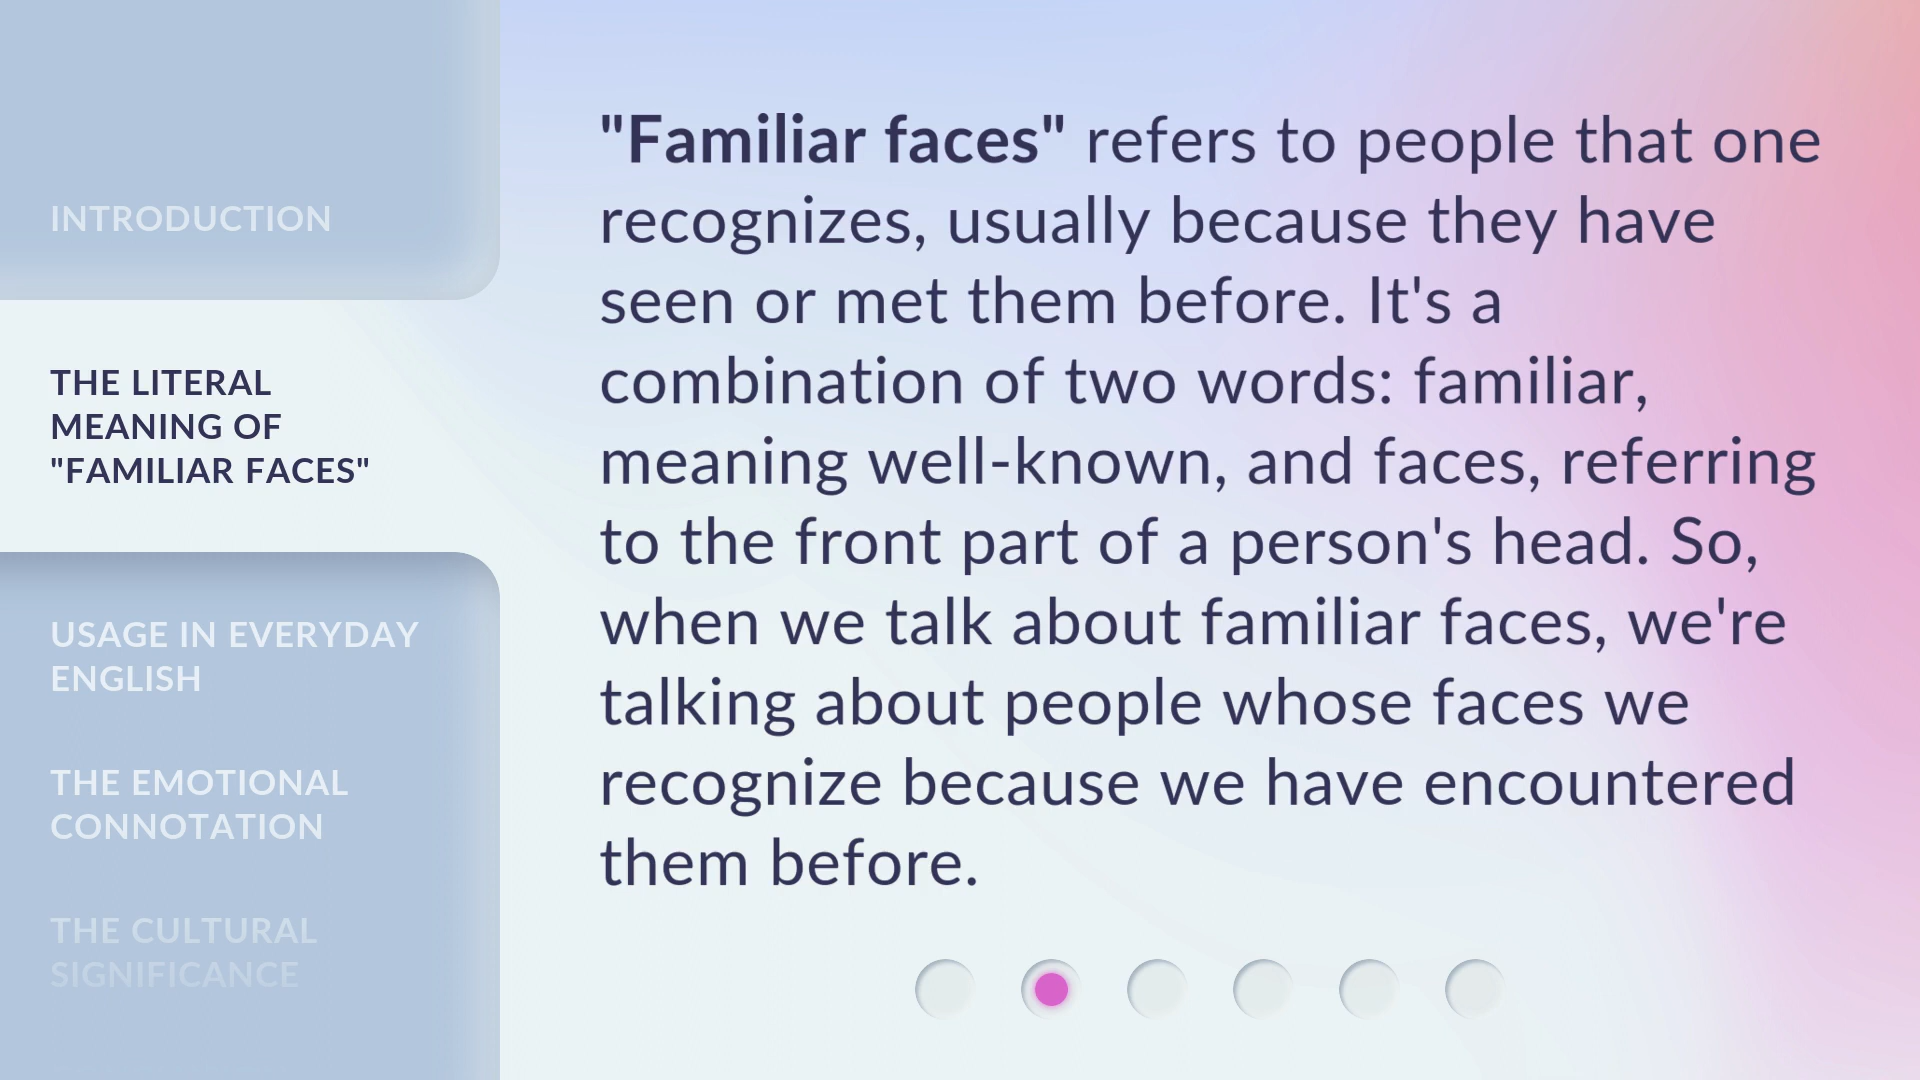 INTRODUCTION
THE LITERAL
MEANING OF
"FAMILIAR FACES"
USAGE IN EVERYDAY
ENGLISH
THE EMOTIONAL
CONNOTATION
THE CULTURAL
SIGNIFICANCE
"Familiar faces" refers to people that one
recognizes, usually because they have
seen or met them before. It's a
combination of two words: familiar,
meaning well-known, and faces, referring
to the front part of a person's head. So,
when we talk about familiar faces, we're
talking about people whose faces we
recognize because we have encountered
them before.